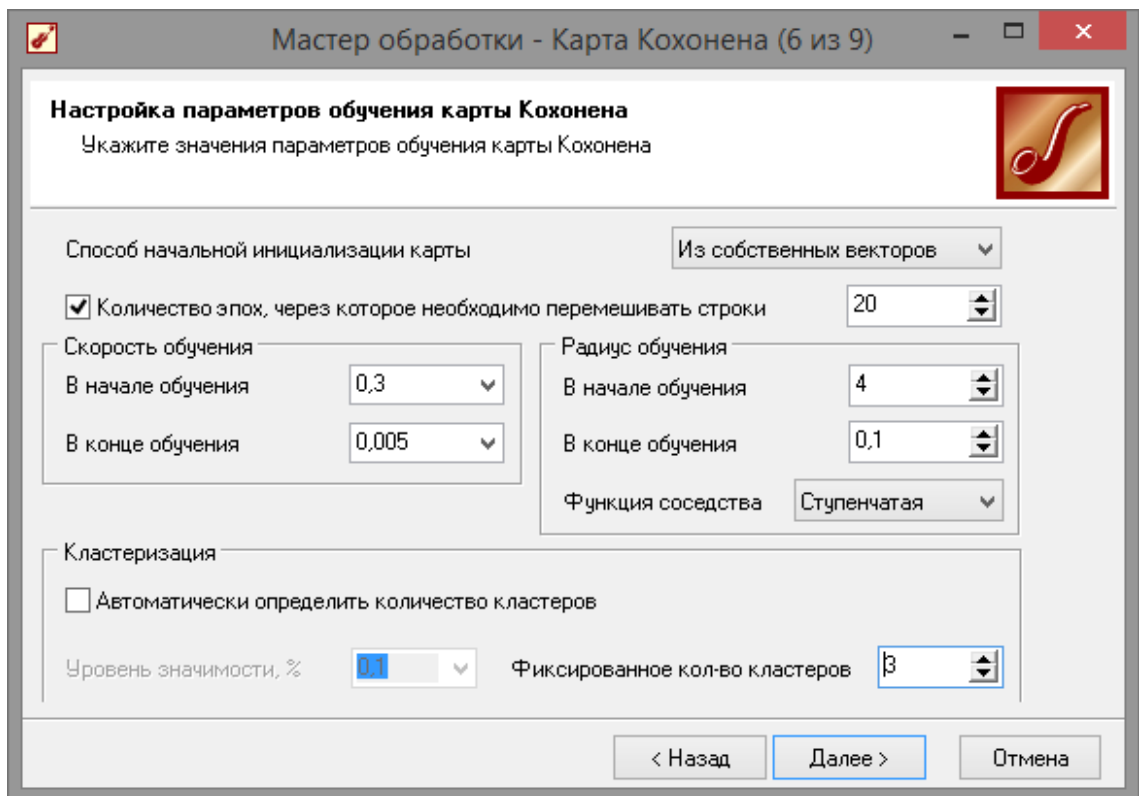 Мастер обработки - Карта Кохонена (6 из 9)
Настройка параметров обучения карты Кохонена
Укажите значения параметров обучения карты Кохонена
Способ начальной инициализации карты Из собственных векторов
Количество эпох, через которое необходимо перемешивать строки 20
Скорость обучения
В начале обучения 0,3
В конце обучения 0,005
Радиус обучения
В начале обучения 4
В конце обучения 0,1
Функция соседства Ступенчатая
Кластеризация
Автоматически определить количество кластеров
Уровень значимости, % 0,1 Фиксированное кол-во кластеров 3
< Назад Далее > Отмена